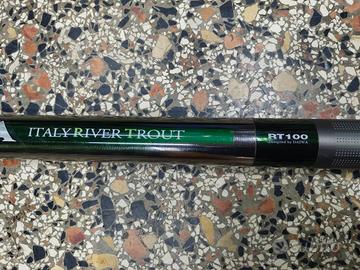 A ITALY RIVER TROUT
RT100
Designed by DAIWA